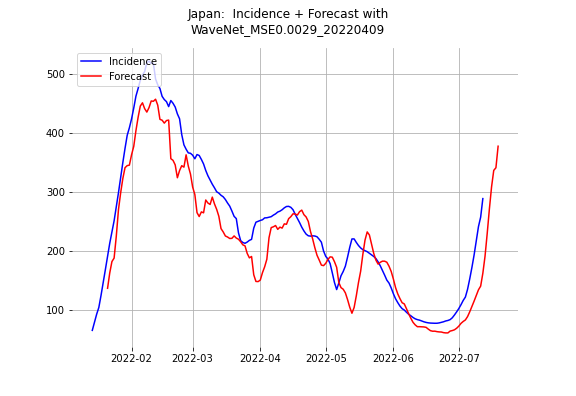 Japan:  Incidence + Forecast with
WaveNet_MSE0.0029_20220409
Incidence
Forecast
500
400
300
200
100
2022-02 2022-03 2022-04 2022-05 2022-06 2022-07